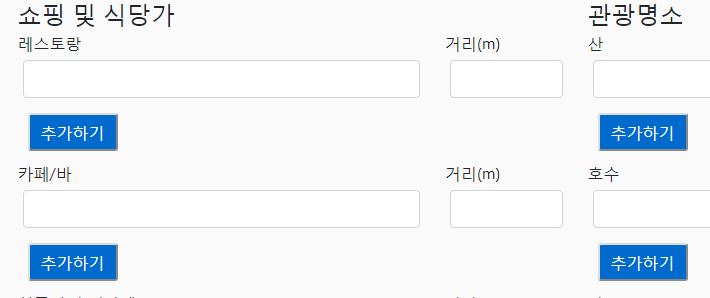 쇼핑 및 식당가
레스토랑 거리(m)
추가하기
카페/바 거리(m)
추가하기
관광명소
산
추가하기
호수
추가하기